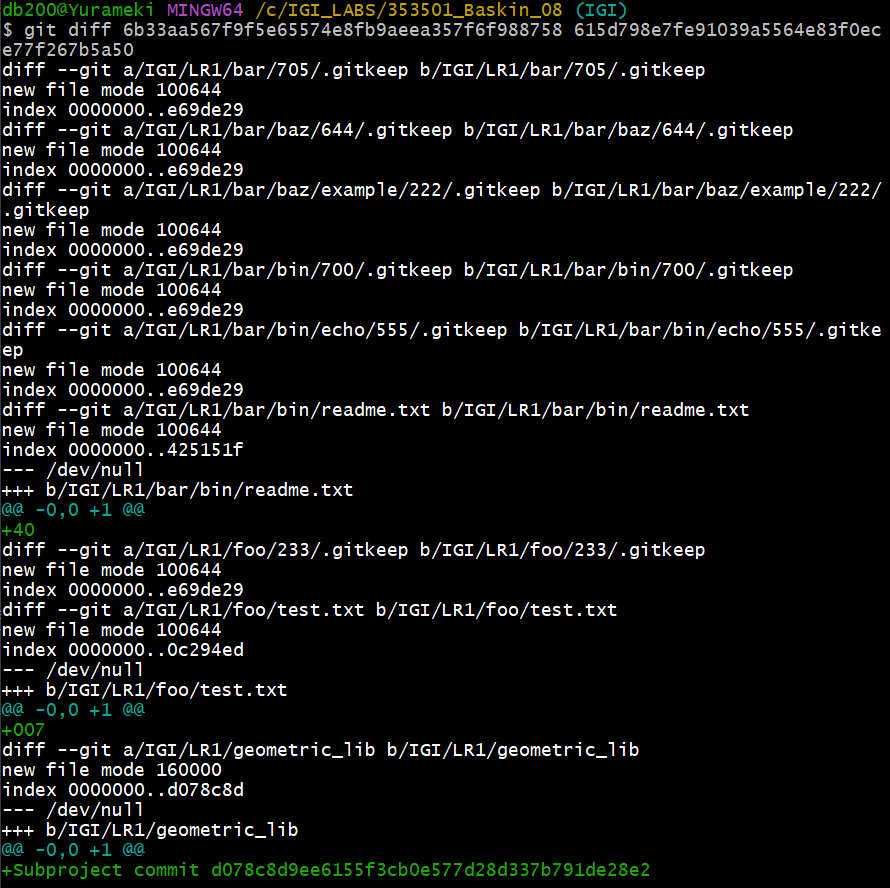 db200@Yurameki MINGW64 /c/IGI_LABS/353501_Baskin_08 (IGI)
$ git diff 6b33aa567f9f5e65574e8fb9aeea357f6f988758 615d798e7fe91039a5564e83f0ec
e77f267b5a50
diff --git a/IGI/LR1/bar/705/.gitkeep b/IGI/LR1/bar/705/.gitkeep
new file mode 100644
index 0000000..e69de29
diff --git a/IGI/LR1/bar/baz/644/.gitkeep b/IGI/LR1/bar/baz/644/.gitkeep
new file mode 100644
index 0000000..e69de29
diff --git a/IGI/LR1/bar/baz/example/222/.gitkeep b/IGI/LR1/bar/baz/example/222/
.gitkeep
new file mode 100644
index 0000000..e69de29
diff --git a/IGI/LR1/bar/bin/700/.gitkeep b/IGI/LR1/bar/bin/700/.gitkeep
new file mode 100644
index 0000000..e69de29
diff --git a/IGI/LR1/bar/bin/echo/555/.gitkeep b/IGI/LR1/bar/bin/echo/555/.gitke
ep
new file mode 100644
index 0000000..e69de29
diff --git a/IGI/LR1/bar/bin/readme.txt b/IGI/LR1/bar/bin/readme.txt
new file mode 100644
index 0000000..425151f
--- /dev/null
+++ b/IGI/LR1/bar/bin/readme.txt
@@ -0,0 +1 @@
+40
diff --git a/IGI/LR1/foo/233/.gitkeep b/IGI/LR1/foo/233/.gitkeep
new file mode 100644
index 0000000..e69de29
diff --git a/IGI/LR1/foo/test.txt b/IGI/LR1/foo/test.txt
new file mode 100644
index 0000000..0c294ed
--- /dev/null
+++ b/IGI/LR1/foo/test.txt
@@ -0,0 +1 @@
+007
diff --git a/IGI/LR1/geometric_lib b/IGI/LR1/geometric_lib
new file mode 160000
index 0000000..d078c8d
--- /dev/null
+++ b/IGI/LR1/geometric_lib
@@ -0,0 +1 @@
+Subproject commit d078c8d9ee6155f3cb0e577d28d337b791de28e2